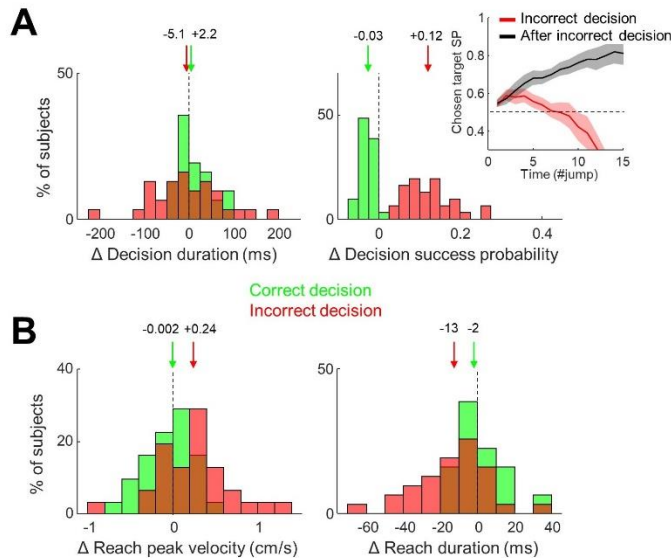 A
-5.1 +2.2
50
0
% of subjects
-200 -100 0 100 200
Δ Decision duration (ms)
-0.03 +0.12
50
0
0 0.2 0.4
Δ Decision success probability
Incorrect decision
After incorrect decision
Chosen target SP
0.8
0.6
0.4
0 5 10 15
Time (#jump)
Correct decision
Incorrect decision
B
-0.002 +0.24
40
20
0
% of subjects
-1 0 1
Δ Reach peak velocity (cm/s)
-13 -2
50
0
-60 -40 -20 0 20 40
Δ Reach duration (ms)